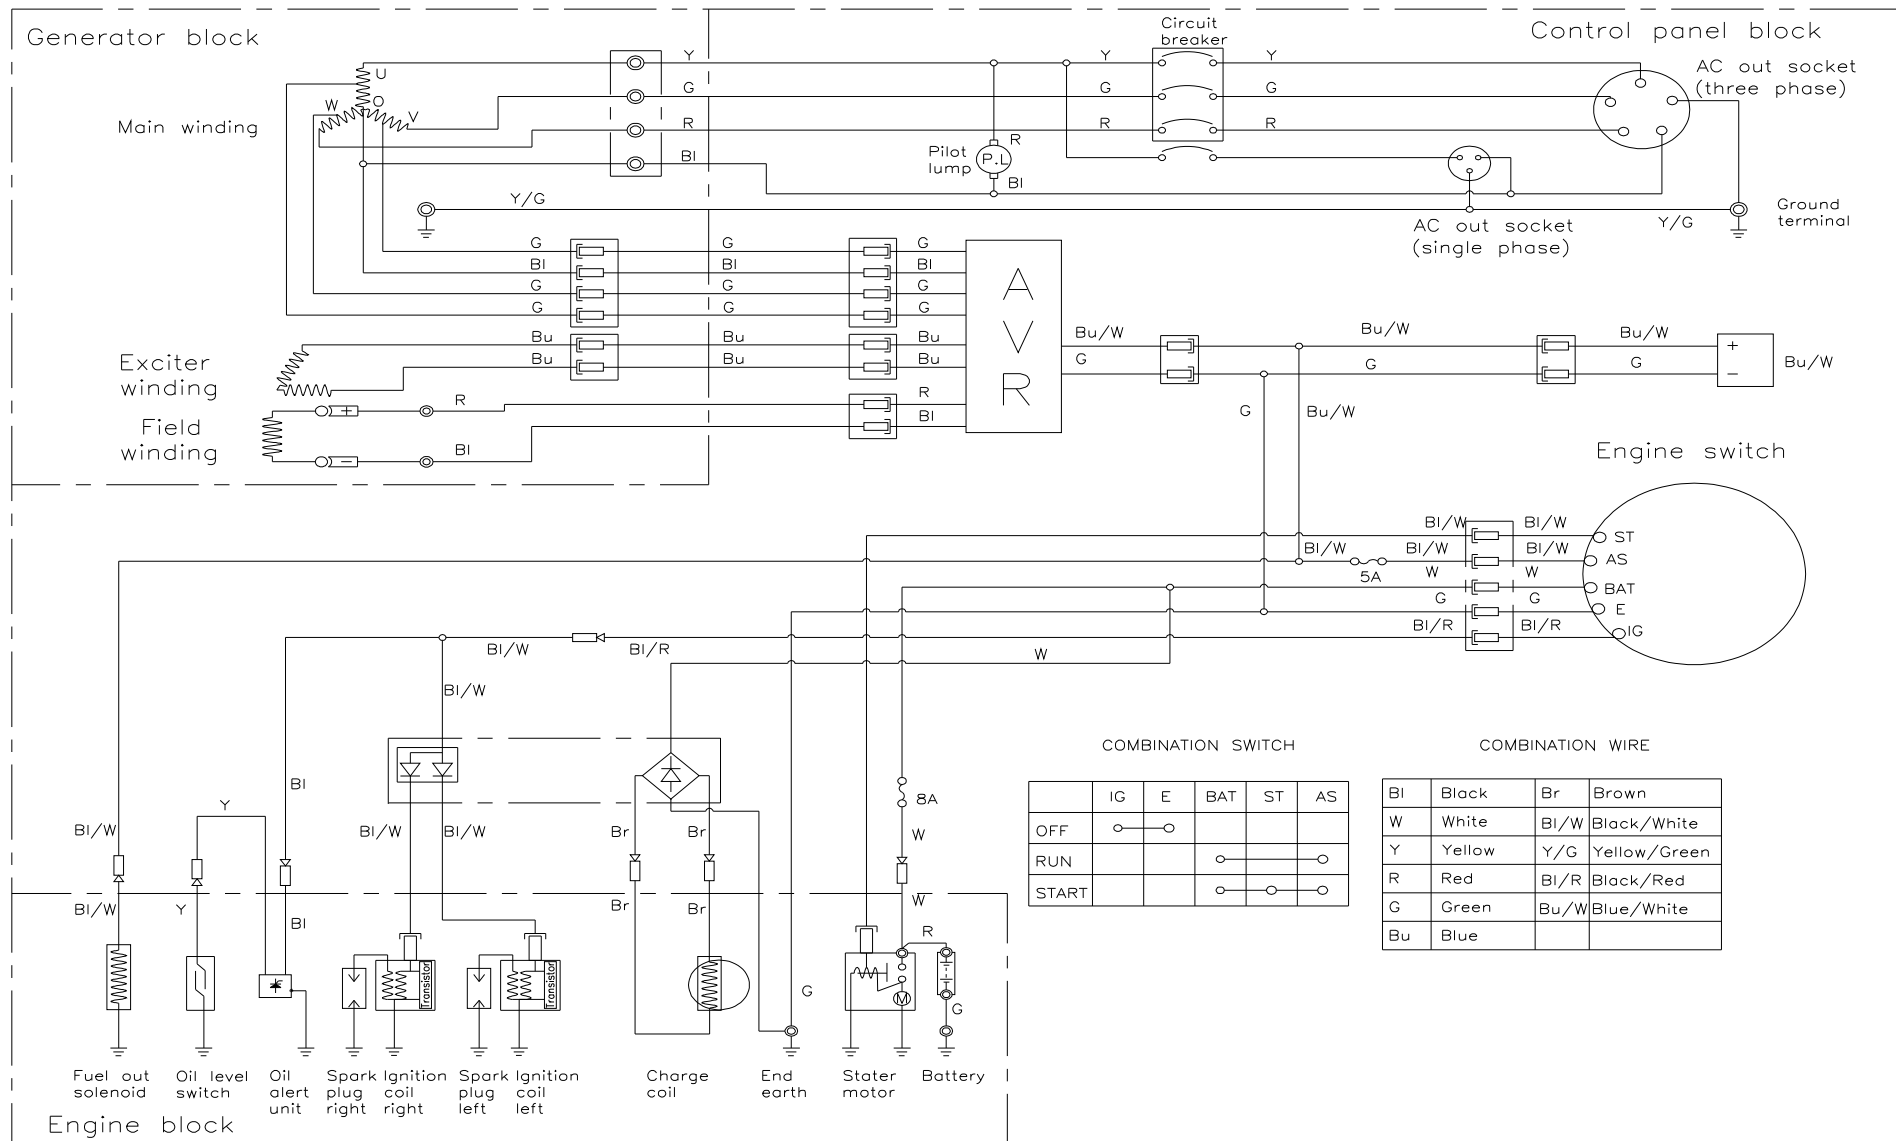 Generator block
Control panel block
Circuit
breaker
Y
Y
Y
AC out socket
(three phase)
U
W
O
V
G
G
G
Main winding
R
R
R
R
Pilot
lump
P.L
Bl
Bl
Y/G
Y/G
Ground
terminal
AC out socket
(single phase)
G
G
G
Bl
Bl
Bl
G
G
G
G
G
G
A
V
R
Bu
Bu
Bu
Bu
Bu
Bu
Exciter
winding
Bu/W
Bu/W
Bu/W
G
G
G
+
−
Bu/W
R
R
+
Bl
Field
winding
Bl
−
G
Bu/W
Engine switch
Bl/W
Bl/W
ST
Bl/W
Bl/W
Bl/W
AS
5A
W
W
BAT
G
G
E
Bl/R
Bl/R
IG
Bl/W
Bl/R
W
Bl/W
Bl
Y
8A
Bl/W
Bl/W
Bl/W
Br
Br
W
Bl/W
Y
Bl
Br
Br
W
R
Transistor
Transistor
M
G
G
Fuel out
solenoid
Oil level
switch
Oil
alert
unit
Spark
plug
right
Ignition
coil
right
Spark
plug
left
Ignition
coil
left
Charge
coil
End
earth
Stater
motor
Battery
Engine block
COMBINATION SWITCH
IG E BAT ST AS
OFF
RUN
START
COMBINATION WIRE
Bl Black Br Brown
W White Bl/W Black/White
Y Yellow Y/G Yellow/Green
R Red Bl/R Black/Red
G Green Bu/W Blue/White
Bu Blue